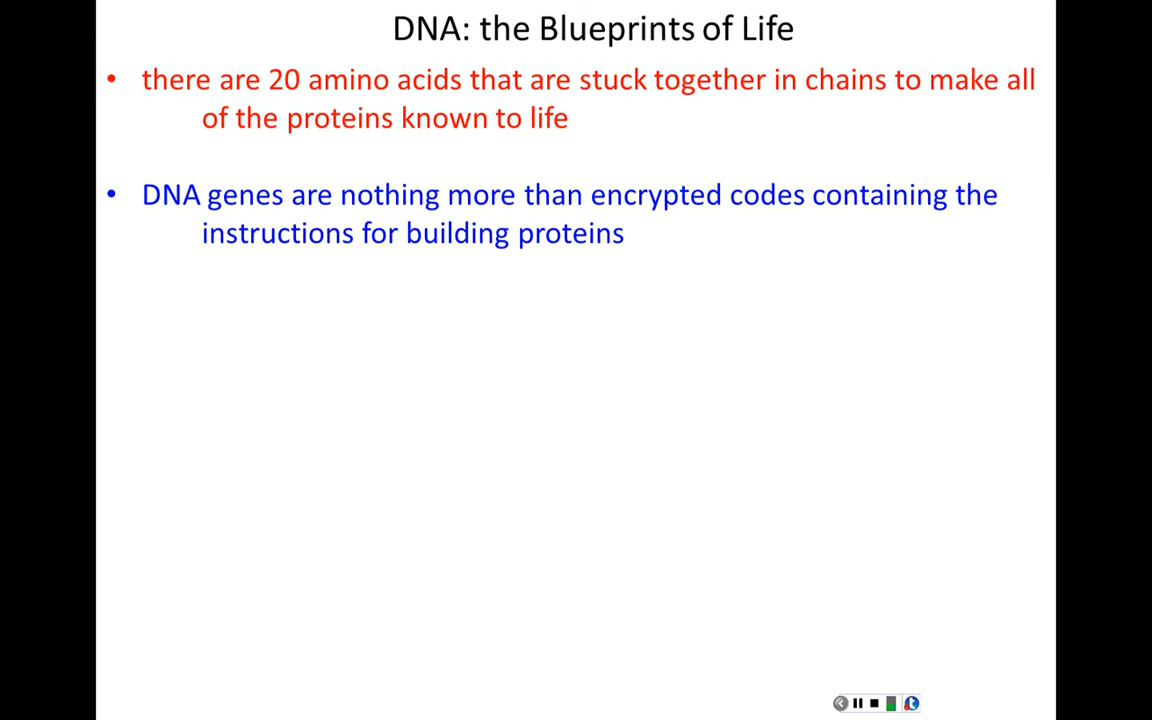 DNA: the Blueprints of Life
• there are 20 amino acids that are stuck together in chains to make all
of the proteins known to life
• DNA genes are nothing more than encrypted codes containing the
instructions for building proteins